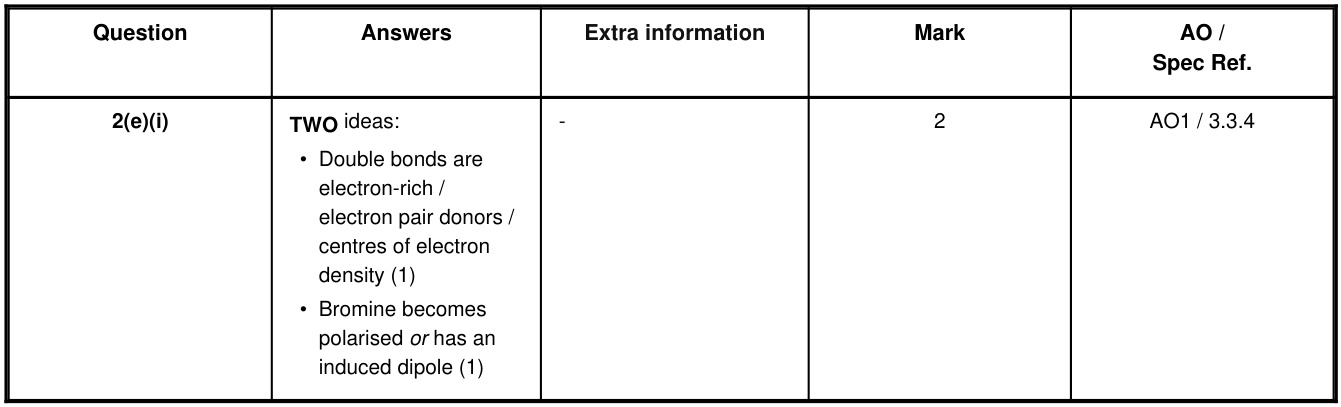 Question Answers Extra information Mark AO /
Spec Ref.
2(e)(i) TWO ideas: - 2 AO1 / 3.3.4
• Double bonds are
electron-rich /
electron pair donors /
centres of electron
density (1)
• Bromine becomes
polarised or has an
induced dipole (1)